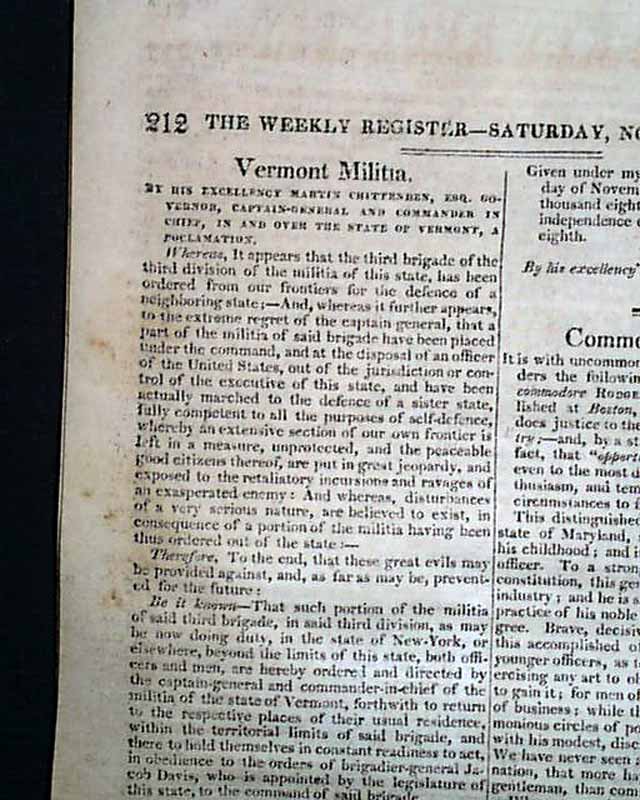 212 THE WEEKLY REGISTER—SATURDAY, NO
Vermont Militia.
BY HIS EXCELLENCY MARTIN CHITTENDEN, ESQ. GO-
VERNOR, CAPTAIN-GENERAL AND COMMANDER IN
CHIEF, IN AND OVER THE STATE OF VERMONT, A
PROCLAMATION.
Whereas, It appears that the third brigade of the
third division of the militia of this state, has been
ordered from our frontiers for the defence of a
neighboring state;—And, whereas it further appears,
to the extreme regret of the captain general, that a
part of the militia of said brigade have been placed
under the command, and at the disposal of an officer
of the United States, out of the jurisdiction or con-
trol of the executive of this state, and have been
actually marched to the defence of a sister state,
fully competent to all the purposes of self-defence,
whereby an extensive section of our own frontier is
left in a measure, unprotected, and the peaceable
good citizens thereof, are put in great jeopardy, and
exposed to the retaliatory incursions and ravages of
an exasperated enemy: And whereas, disturbances
of a very serious nature, are believed to exist, in
consequence of a portion of the militia having been
thus ordered out of the state:—
Therefore, To the end, that these great evils may
be provided against, and, as far as may be, prevent-
ed for the future:
Be it known—That such portion of the militia
of said third brigade, in said third division, as may
be now doing duty, in the state of New-York, or
elsewhere, beyond the limits of this state, both offi-
cers and men, are hereby ordered and directed by
the captain-general and commander-in-chief of the
militia of the state of Vermont, forthwith to return
to the respective places of their usual residence,
within the territorial limits of said brigade, and
there to hold themselves in constant readiness to act,
in obedience to the orders of brigadier-general Ja-
cob Davis, who is appointed by the legislature of
this state, to the command of said brigade
Given under my
day of Novem
thousand eight
independence o
eighth.
By his excellency'
Commo
It is with uncommon
ders the following
commodore RODGE
lished at Boston,
does justice to the
try;—and, by a st
fact, that "opport
even to the most d
thusiasm, and tem
circumstances to i
This distinguished
state of Maryland,
his childhood; and i
officer. To a stron
constitution, this gen
industry; and he is a
practice of his noble
gree. Brave, decisiv
this accomplished of
younger officers, as t
ercising any art to ob
to gain it; for men of
of business; while th
monious circles of po
with his modest, disc
We have never seen a
nation, that more ha
gentleman, than com